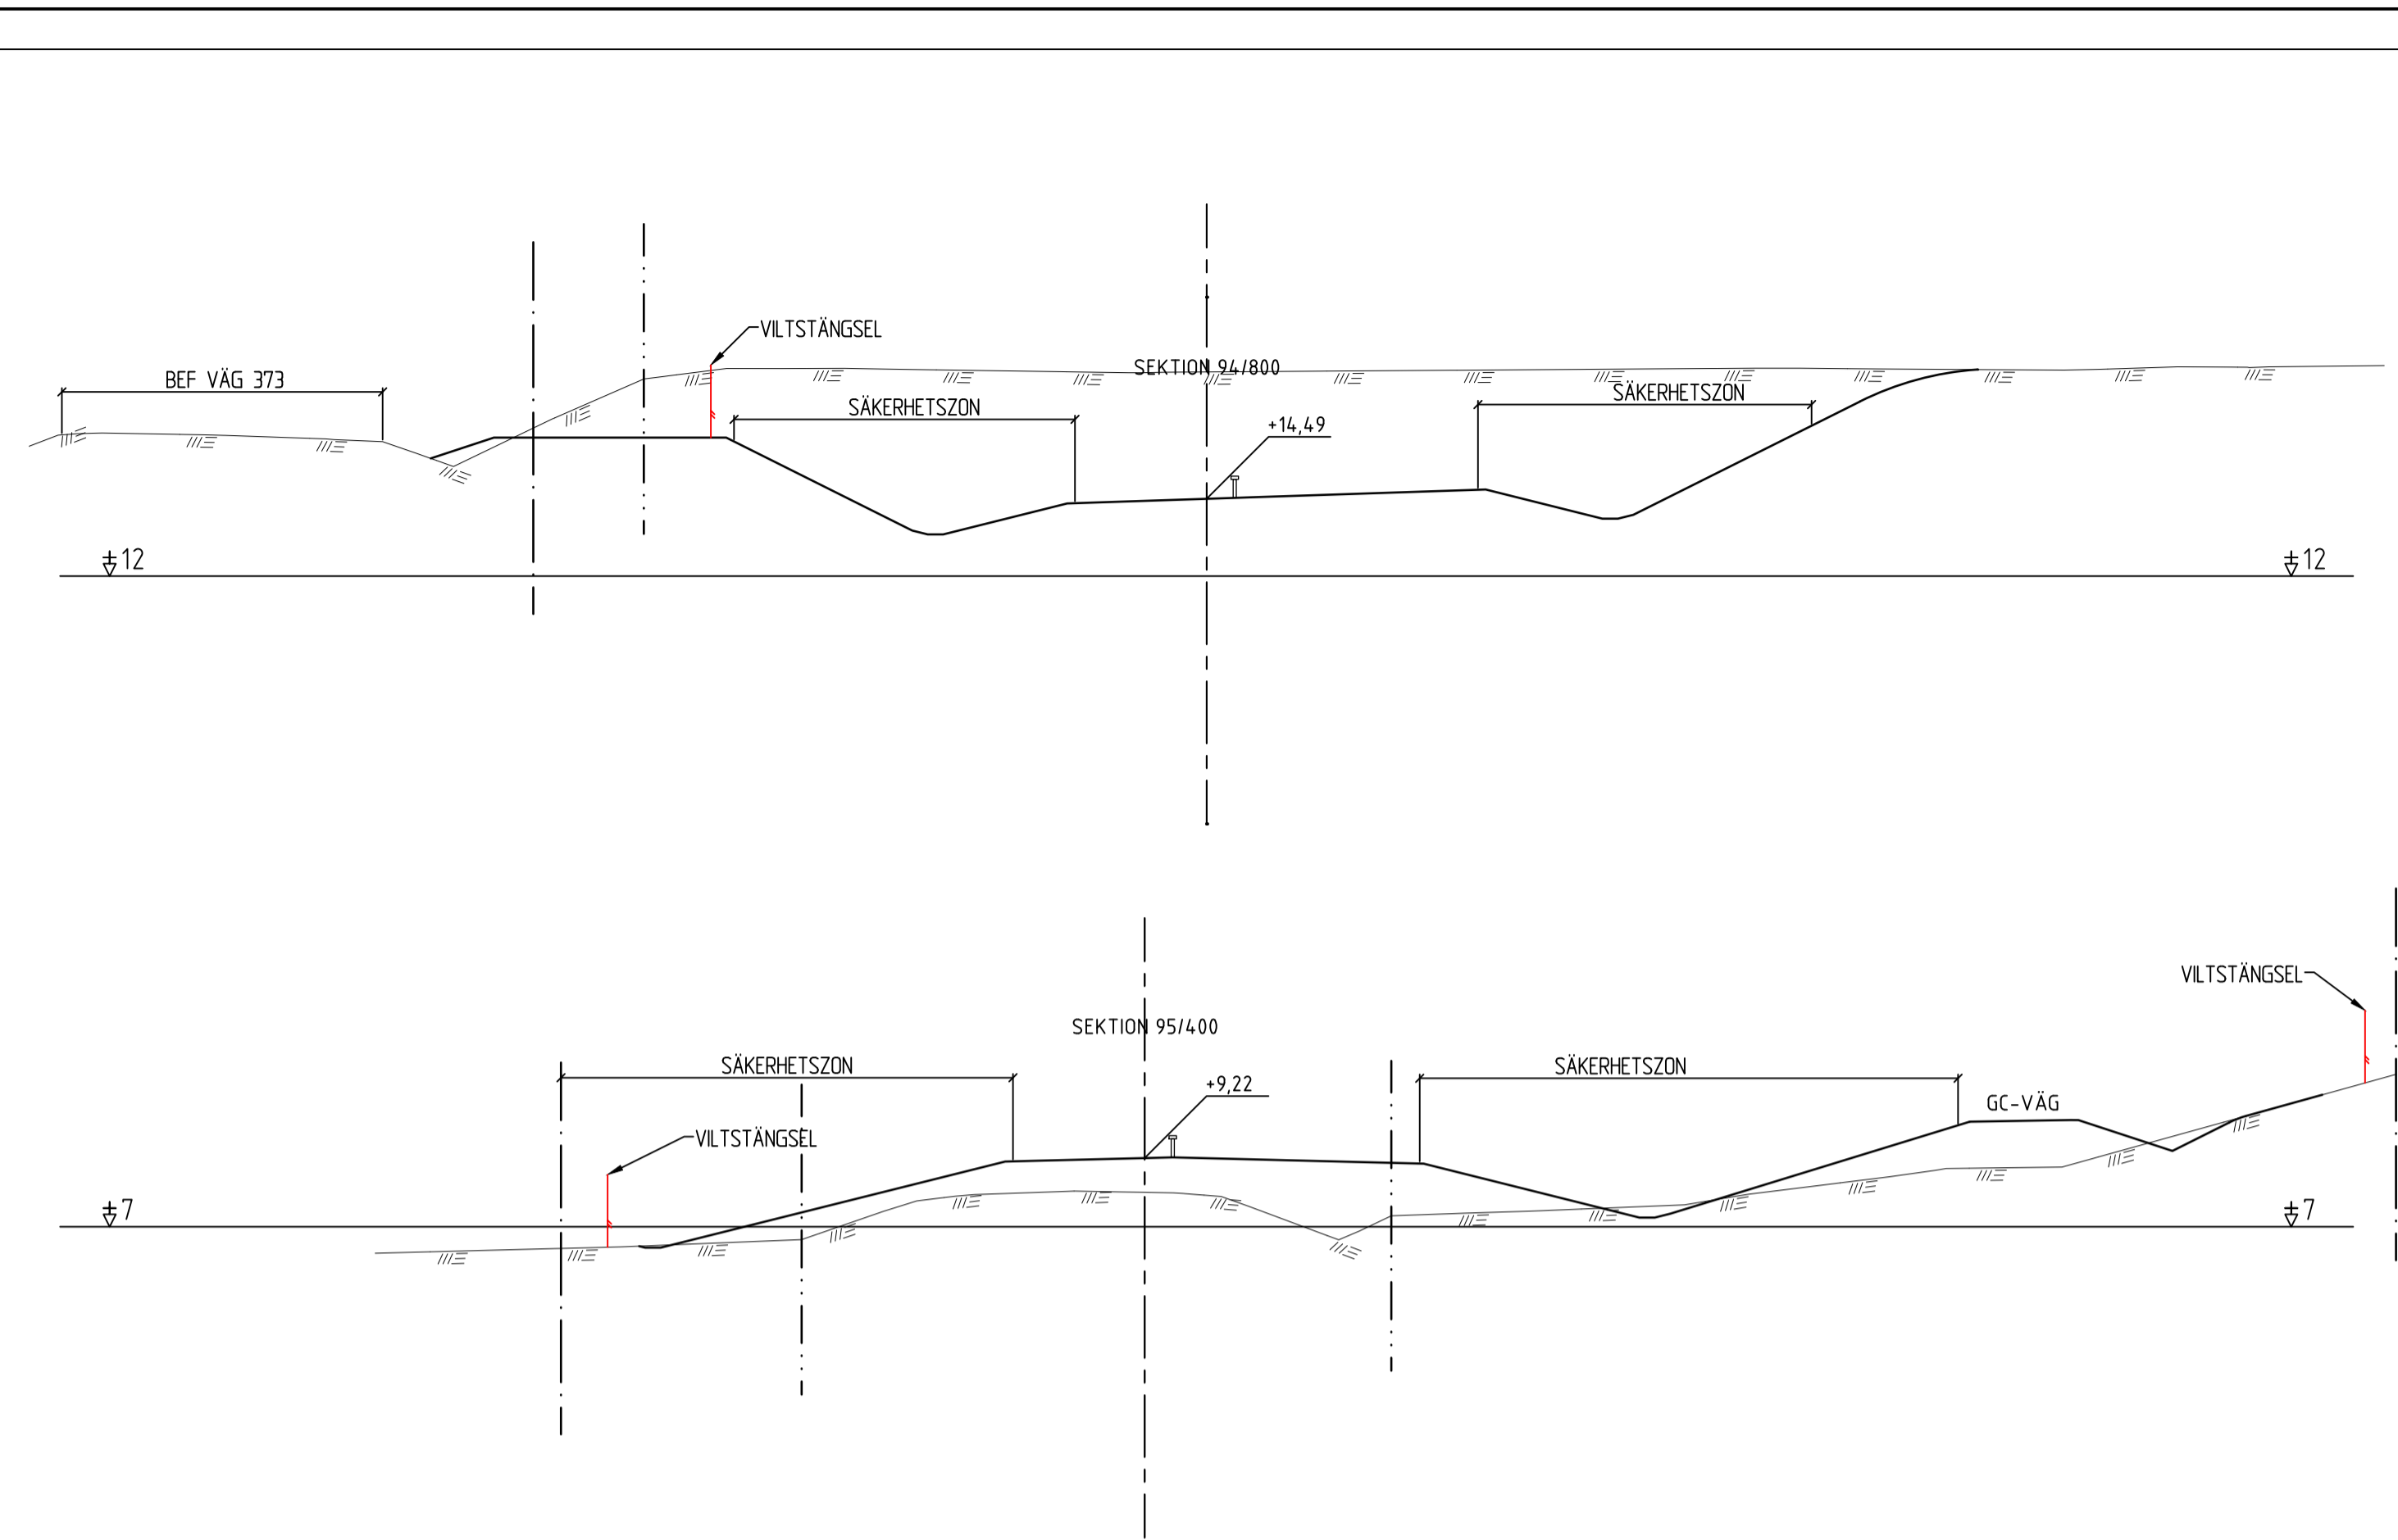 VILTSTÄNGSEL
SEKTION 94/800
BEF VÄG 373
SÄKERHETSZON
SÄKERHETSZON
+14,49
±12
±12
VILTSTÄNGSEL
SEKTION 95/400
SÄKERHETSZON
SÄKERHETSZON
+9,22
GC-VÄG
VILTSTÄNGSEL
±7
±7